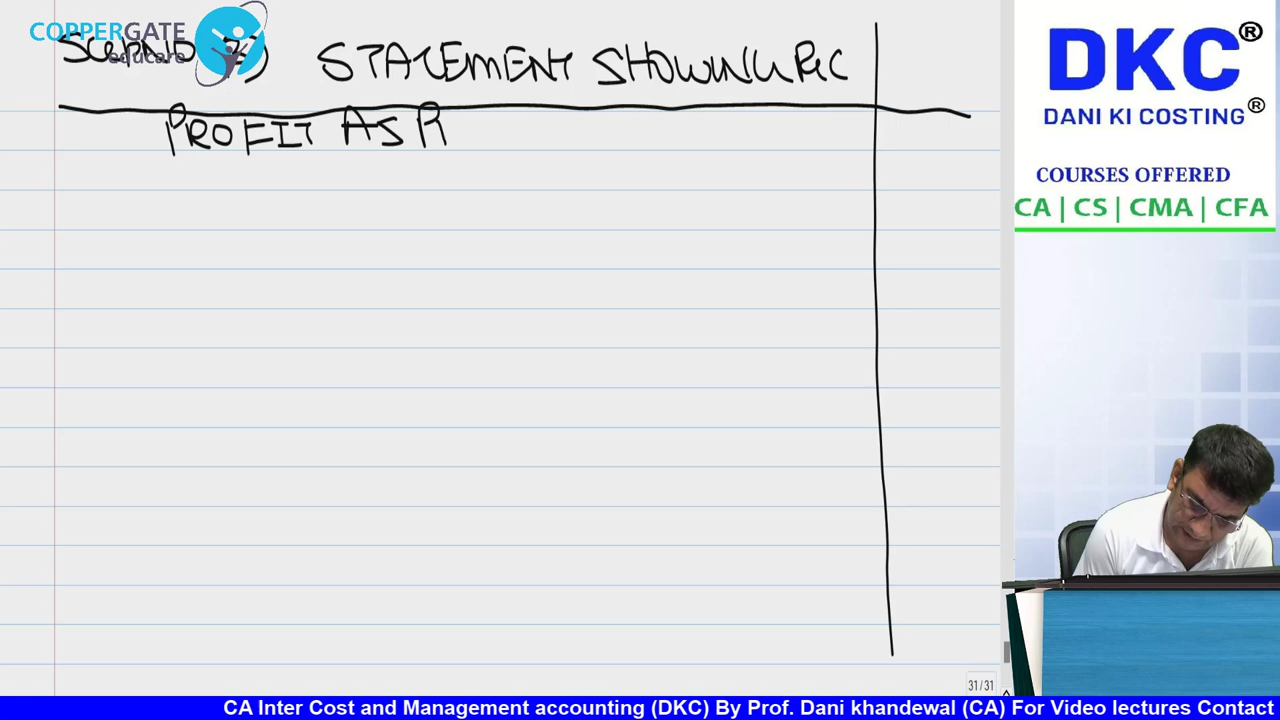 COPPERGATE
educare
STATEMENT SHOWING REC
PROFIT AS
DKC®
DANI KI COSTING®
COURSES OFFERED
CA | CS | CMA | CFA
31/31
CA Inter Cost and Management accounting (DKC) By Prof. Dani khandewal (CA) For Video lectures Contact